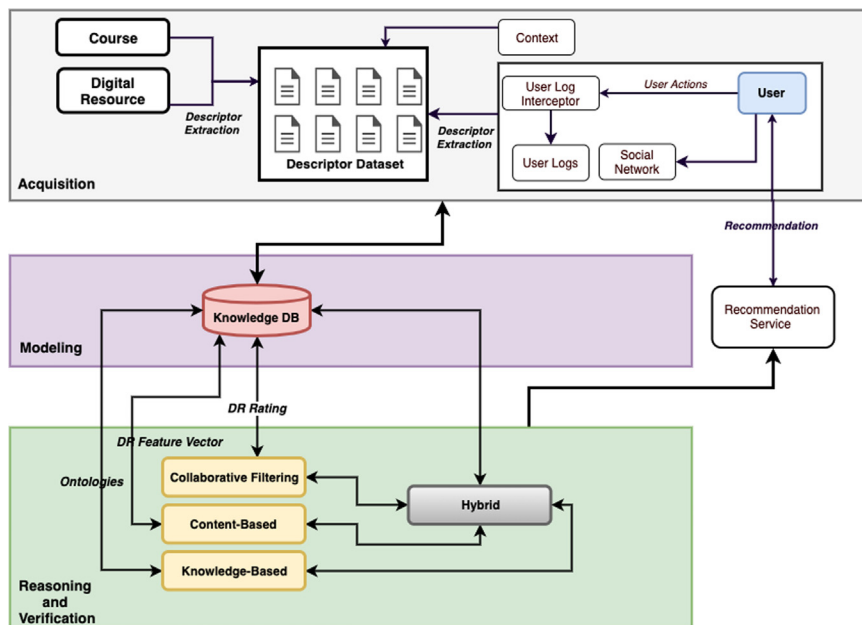 Course
Context
Digital
Resource
Descriptor
Extraction
Descriptor Dataset
Descriptor
Extraction
User Log
Interceptor
User Actions
User
User Logs
Social
Network
Acquisition
Recommendation
Knowledge DB
Modeling
Recommendation
Service
DR Rating
DR Feature Vector
Ontologies
Collaborative Filtering
Content-Based
Knowledge-Based
Hybrid
Reasoning
and
Verification